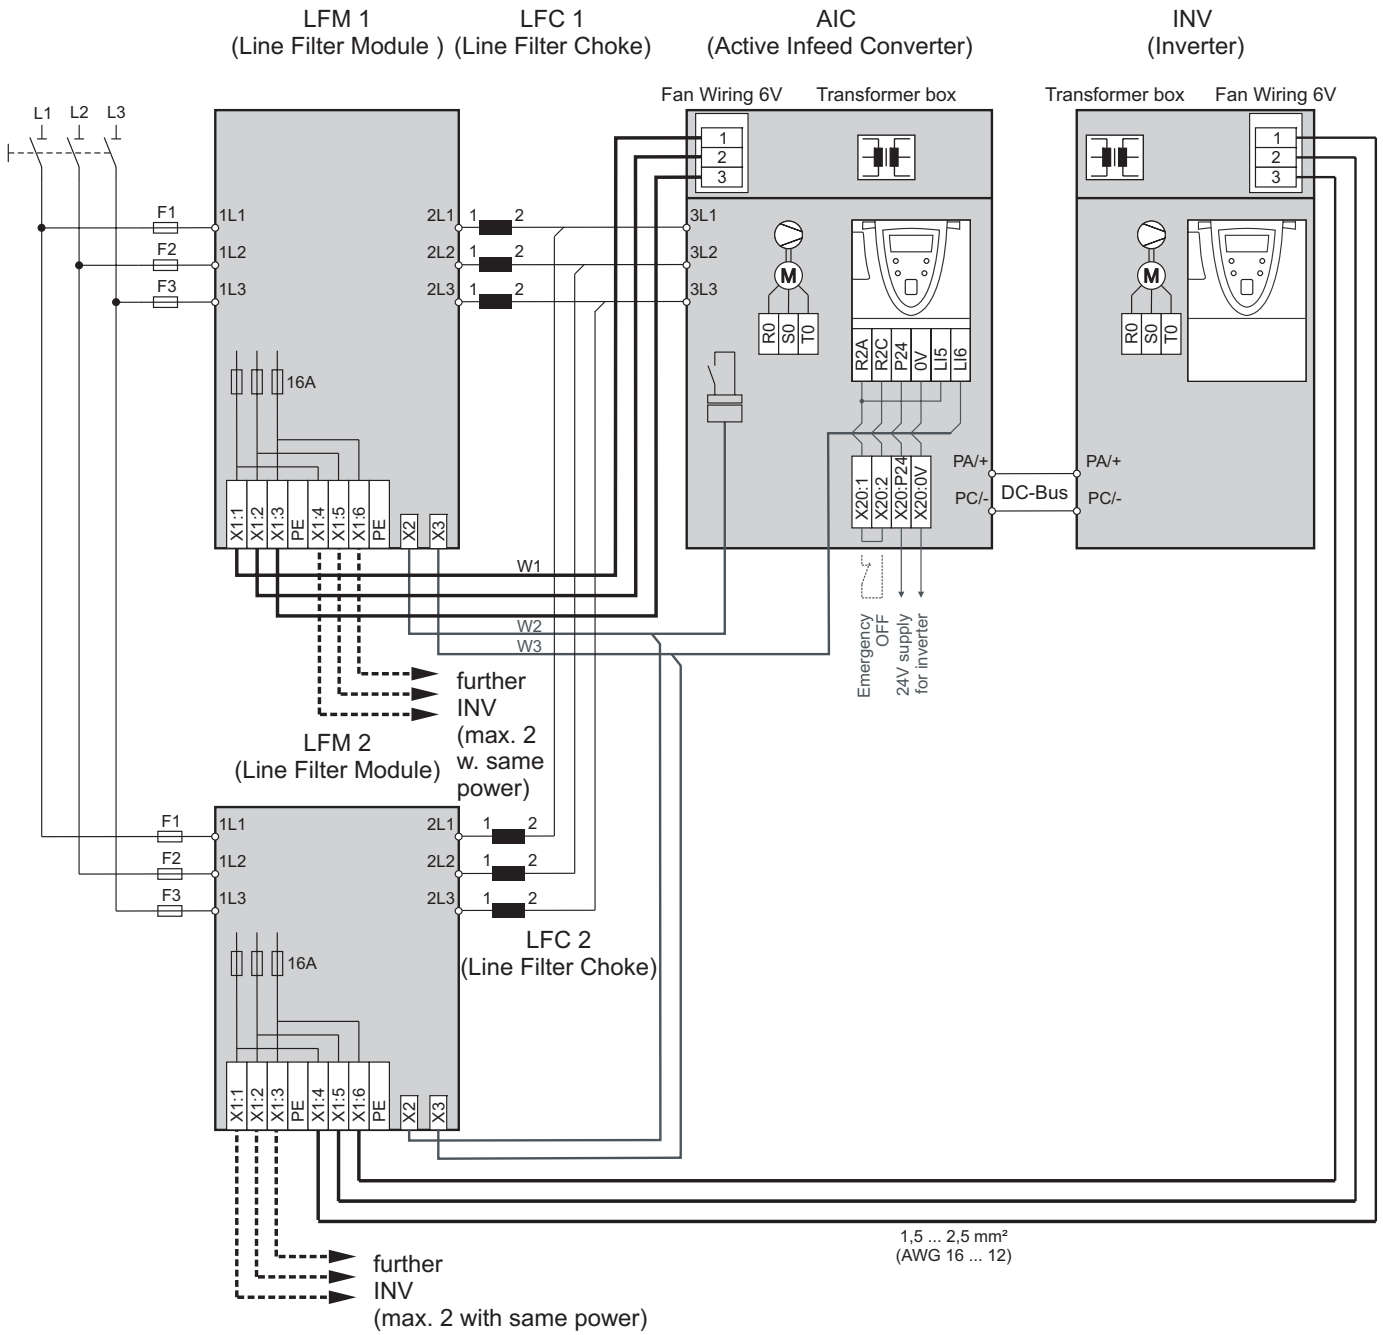 LFM 1
(Line Filter Module )
LFC 1
(Line Filter Choke)
AIC
(Active Infeed Converter)
INV
(Inverter)
Fan Wiring 6V
Transformer box
Transformer box
Fan Wiring 6V
L1
L2
L3
1
2
3
1
2
3
F1
1L1
2L1
1
2
3L1
F2
1L2
2L2
1
2
3L2
F3
1L3
2L3
1
2
3L3
M
M
R0
S0
T0
R0
S0
T0
R2A
R2C
P24
0V
LI5
LI6
16A
PA/+
PA/+
DC-Bus
PC/-
PC/-
X20:1
X20:2
X20:P24
X20:0V
X1:1
X1:2
X1:3
PE
X1:4
X1:5
X1:6
PE
X2
X3
W1
W2
W3
Emergency
OFF
24V supply
for inverter
further
INV
(max. 2
w. same
power)
LFM 2
(Line Filter Module)
F1
1L1
2L1
1
2
F2
1L2
2L2
1
2
F3
1L3
2L3
1
2
LFC 2
(Line Filter Choke)
16A
X1:1
X1:2
X1:3
PE
X1:4
X1:5
X1:6
PE
X2
X3
1,5 ... 2,5 mm²
(AWG 16 ... 12)
further
INV
(max. 2 with same power)